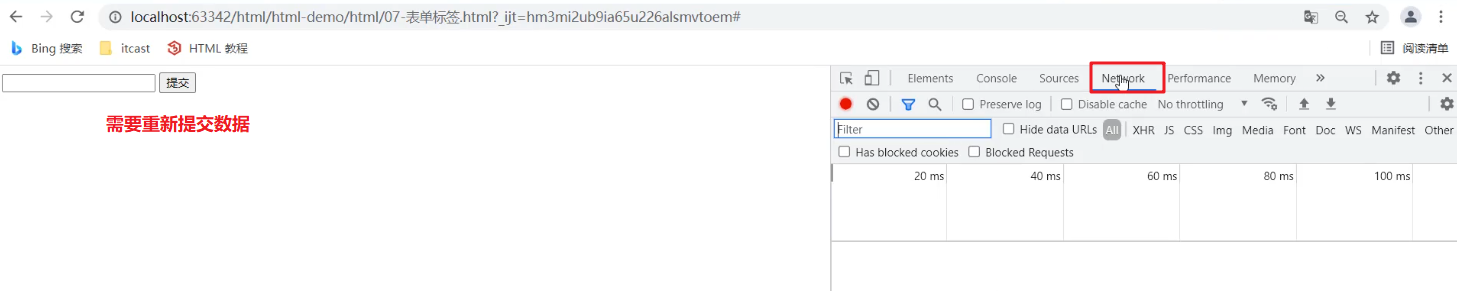 localhost:63342/html/html-demo/html/07-表单标签.html?_ijt=hm3mi2ub9ia65u226alsmvtoem#
Bing 搜索 itcast HTML 教程 阅读清单
提交
需要重新提交数据
Elements Console Sources Network Performance Memory »
Preserve log Disable cache No throttling
Filter Hide data URLs All XHR JS CSS Img Media Font Doc WS Manifest Other
Has blocked cookies Blocked Requests
20 ms 40 ms 60 ms 80 ms 100 ms